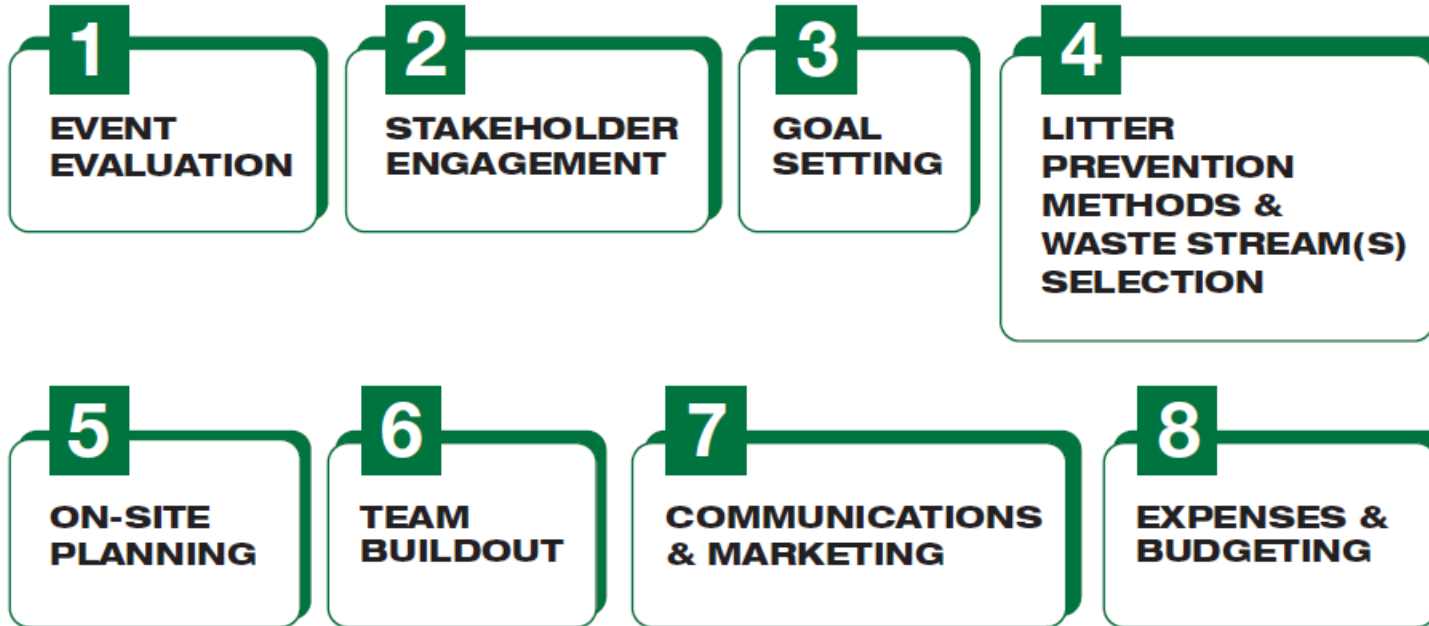 1
EVENT
EVALUATION
2
STAKEHOLDER
ENGAGEMENT
3
GOAL
SETTING
4
LITTER
PREVENTION
METHODS &
WASTE STREAM(S)
SELECTION
5
ON-SITE
PLANNING
6
TEAM
BUILDOUT
7
COMMUNICATIONS
& MARKETING
8
EXPENSES &
BUDGETING